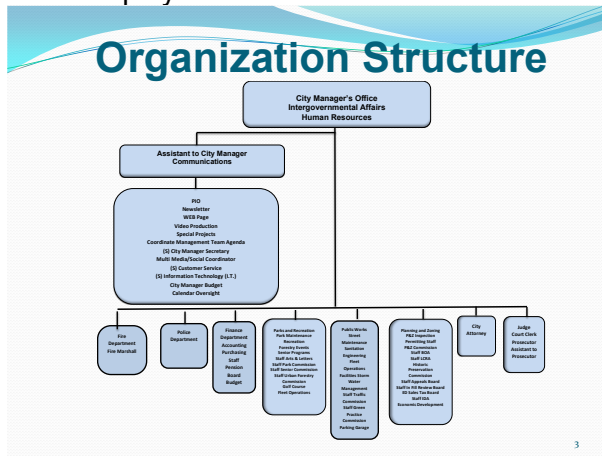 Organization Structure
City Manager's Office
Intergovernmental Affairs
Human Resources
Assistant to City Manager
Communications
PIO
Newsletter
WEB Page
Video Production
Special Projects
Coordinate Management Team Agenda
(S) City Manager Secretary
Multi Media/Social Coordinator
(S) Customer Service
(S) Information Technology (I.T.)
City Manager Budget
Calendar Oversight
Fire
Department
Fire Marshall
Police
Department
Finance
Department
Accounting
Purchasing
Staff
Pension
Board
Budget
Parks and Recreation
Park Maintenance
Recreation
Forestry Events
Senior Programs
Staff Arts & Letters
Staff Park Commission
Staff Senior Commission
Staff Urban Forestry
Commission
Golf Course
Fleet Operations
Public Works
Street
Maintenance
Sanitation
Engineering
Fleet
Operations
Facilities Storm
Water
Management
Staff Traffic
Commission
Staff Green
Practice
Commission
Parking Garage
Planning and Zoning
P&Z Inspection
Permitting Staff
P&Z Commission
Staff BOA
Staff LCRA
Historic
Preservation
Commission
Staff Appeals Board
Staff In Fill Review Board
ED Sales Tax Board
Staff IDA
Economic Development
City
Attorney
Judge
Court Clerk
Prosecutor
Assistant to
Prosecutor
3